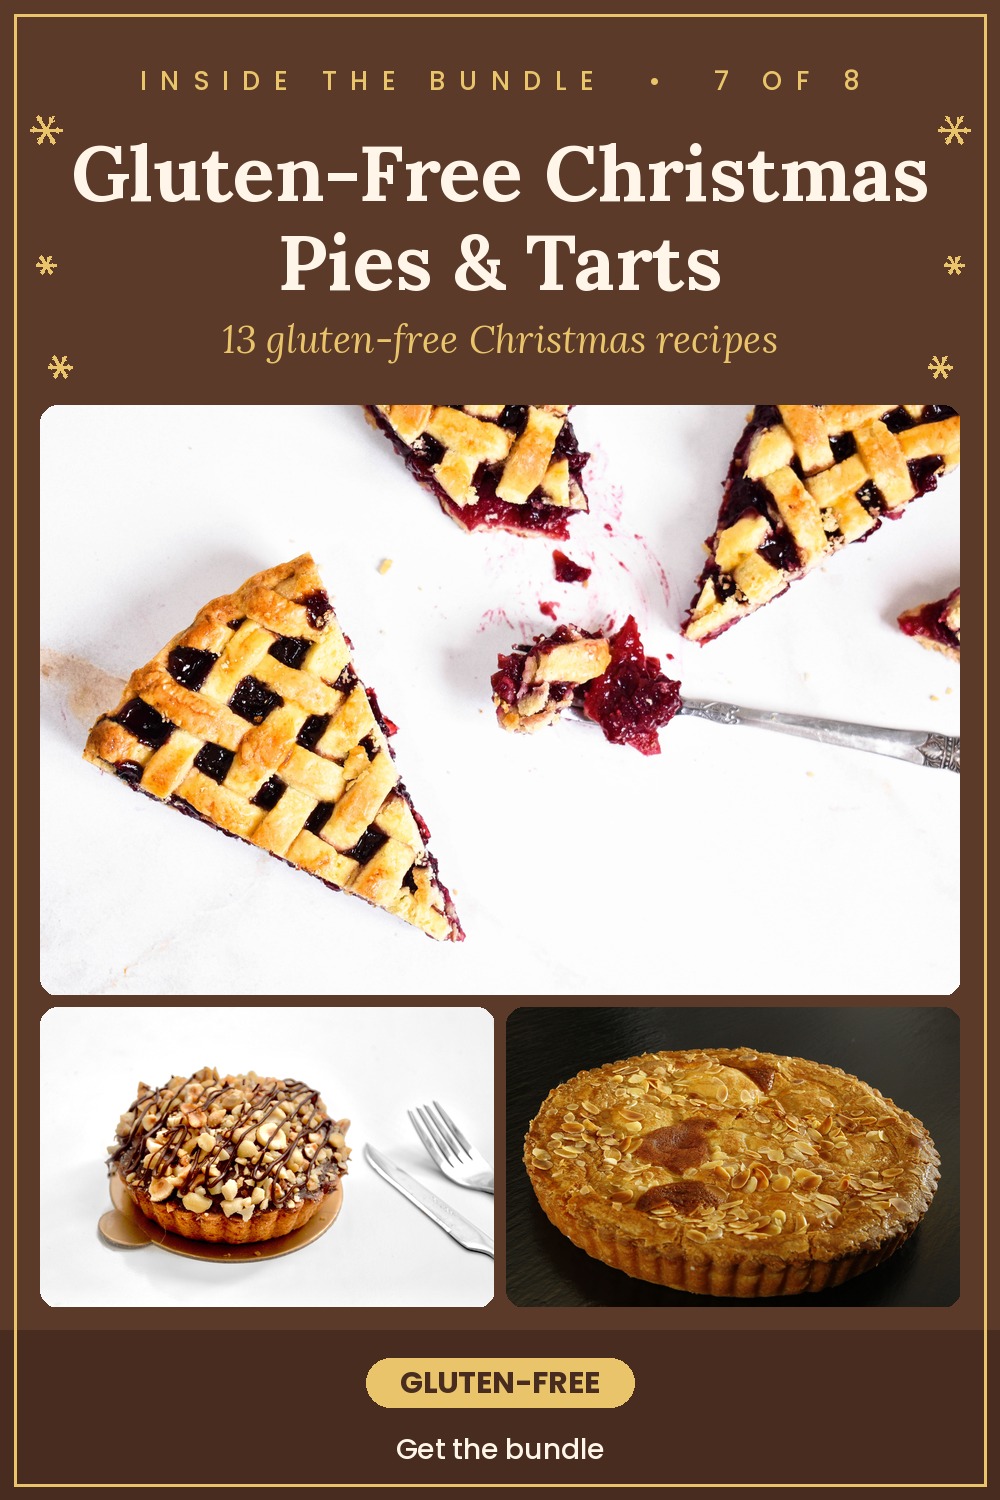 INSIDE THE BUNDLE • 7 OF 8
Gluten-Free Christmas
Pies & Tarts
13 gluten-free Christmas recipes
GLUTEN-FREE
Get the bundle